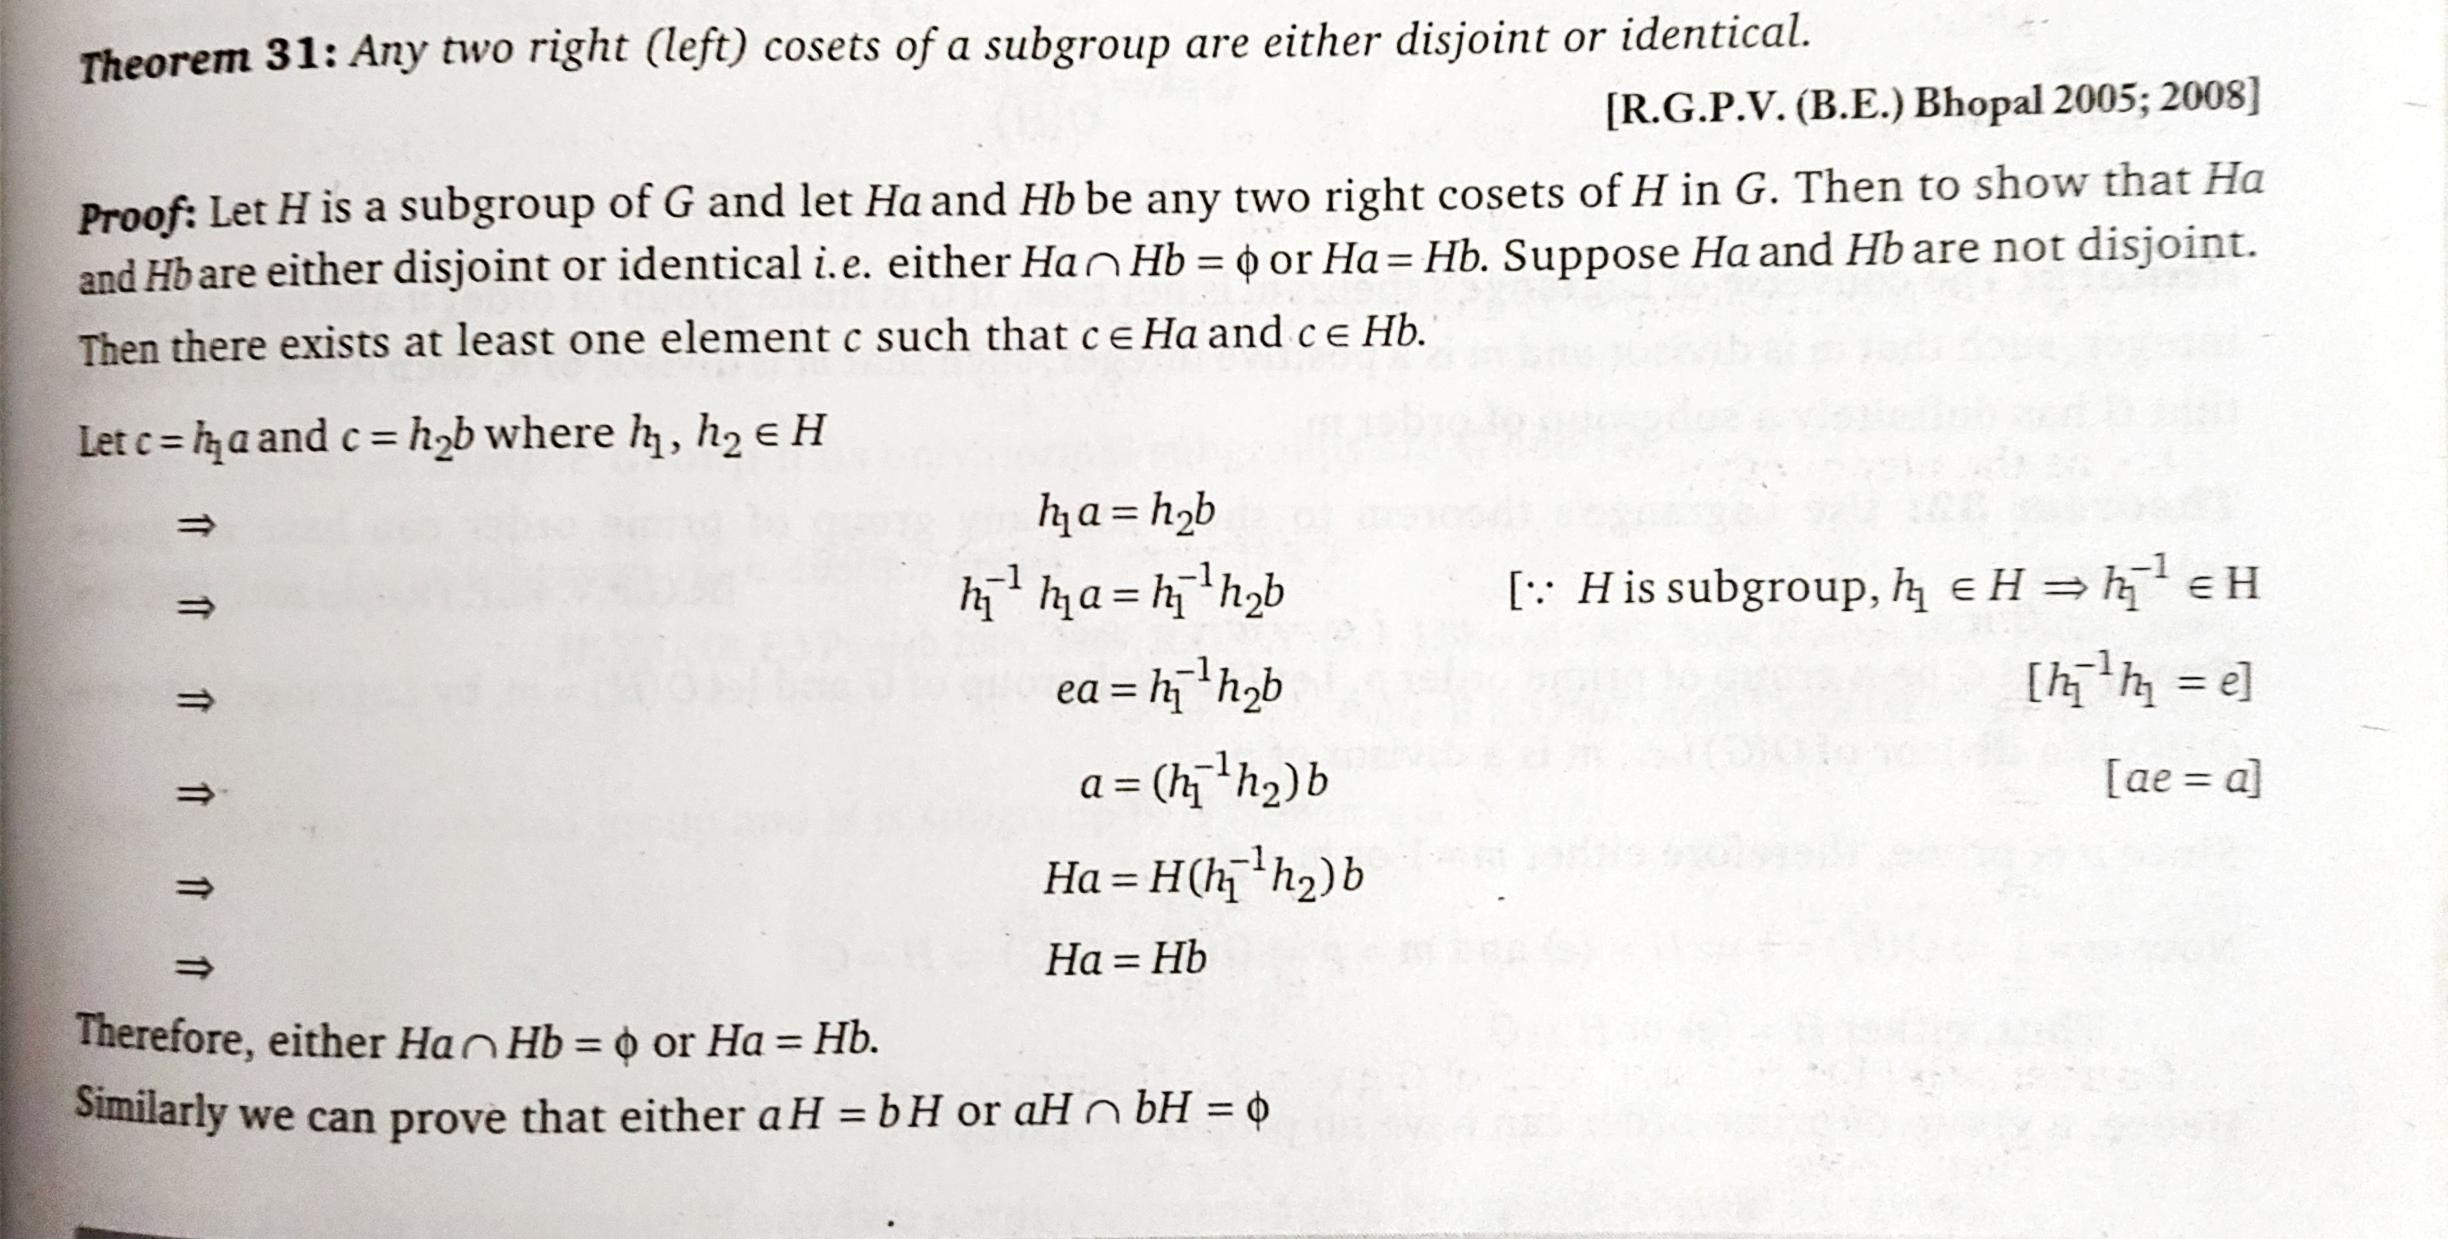 Theorem 31: Any two right (left) cosets of a subgroup are either disjoint or identical.
[R.G.P.V. (B.E.) Bhopal 2005; 2008]
Proof: Let H is a subgroup of G and let Ha and Hb be any two right cosets of H in G. Then to show that Ha
and Hb are either disjoint or identical i.e. either Ha ∩ Hb = ϕ or Ha = Hb. Suppose Ha and Hb are not disjoint.
Then there exists at least one element c such that c ∈ Ha and c ∈ Hb.
Let c = h₁a and c = h₂b where h₁, h₂ ∈ H
⇒ h₁a = h₂b
⇒ h₁⁻¹ h₁a = h₁⁻¹h₂b [∵ H is subgroup, h₁ ∈ H ⇒ h₁⁻¹ ∈ H
⇒ ea = h₁⁻¹h₂b [h₁⁻¹h₁ = e]
⇒ a = (h₁⁻¹h₂)b [ae = a]
⇒ Ha = H(h₁⁻¹h₂)b
⇒ Ha = Hb
Therefore, either Ha ∩ Hb = ϕ or Ha = Hb.
Similarly we can prove that either aH = bH or aH ∩ bH = ϕ